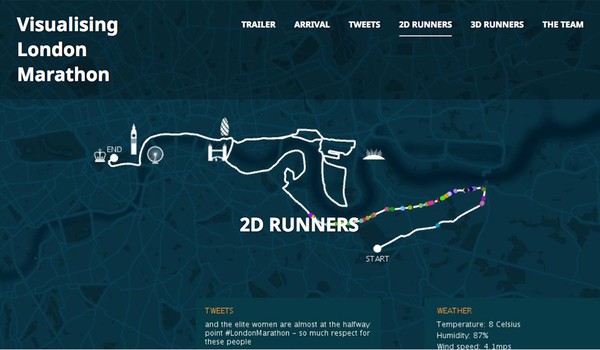 Visualising
London
Marathon
TRAILER ARRIVAL TWEETS 2D RUNNERS 3D RUNNERS THE TEAM
END
2D RUNNERS
START
TWEETS
and the elite women are almost at the halfway
point #LondonMarathon - so much respect for
these people
WEATHER
Temperature: 8 Celsius
Humidity: 87%
Wind speed: 4.1mps